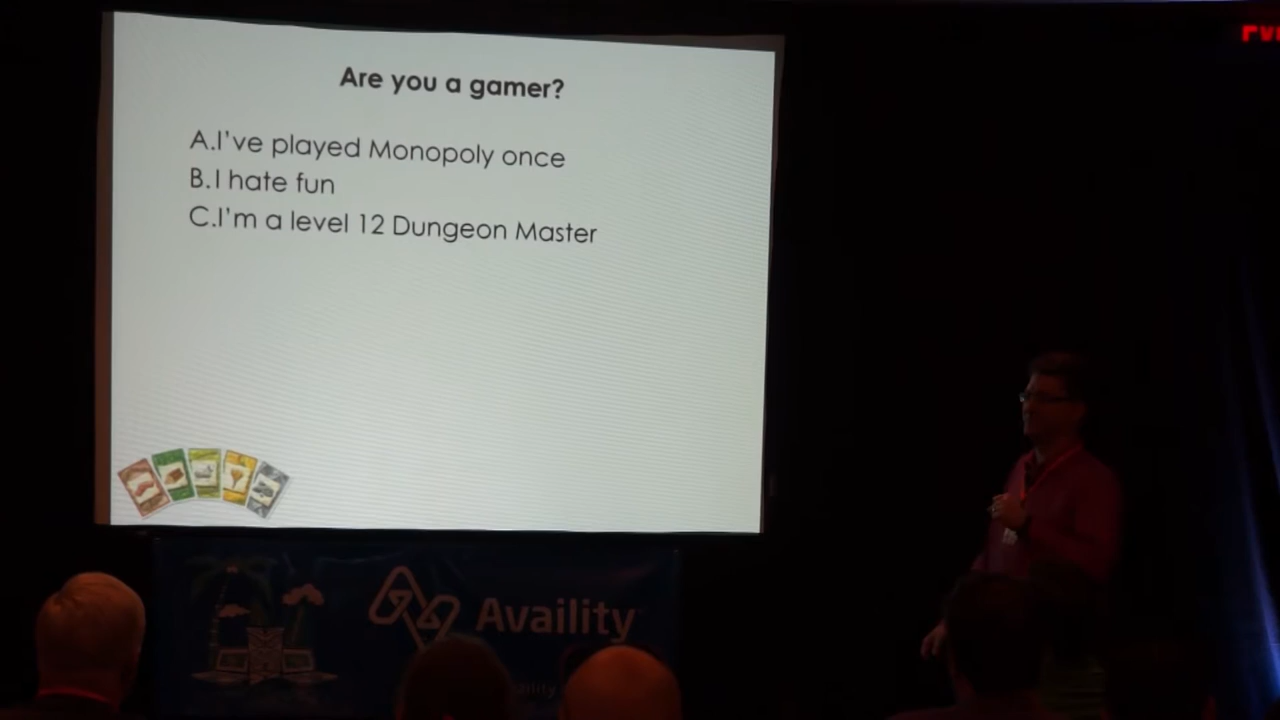 Are you a gamer?
A.I've played Monopoly once
B.I hate fun
C.I'm a level 12 Dungeon Master
Availity